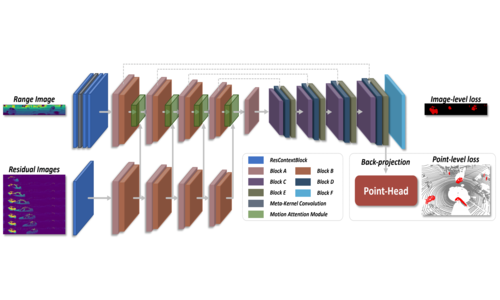 Range Image
Image-level loss
Residual Images
ResContextBlock
Block A
Block B
Block C
Block D
Block E
Block F
Meta-Kernel Convolution
Motion Attention Module
Back-projection
Point-Head
Point-level loss